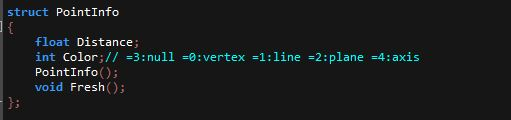 struct PointInfo
{
float Distance;
int Color;// =3:null =0:vertex =1:line =2:plane =4:axis
PointInfo();
void Fresh();
};